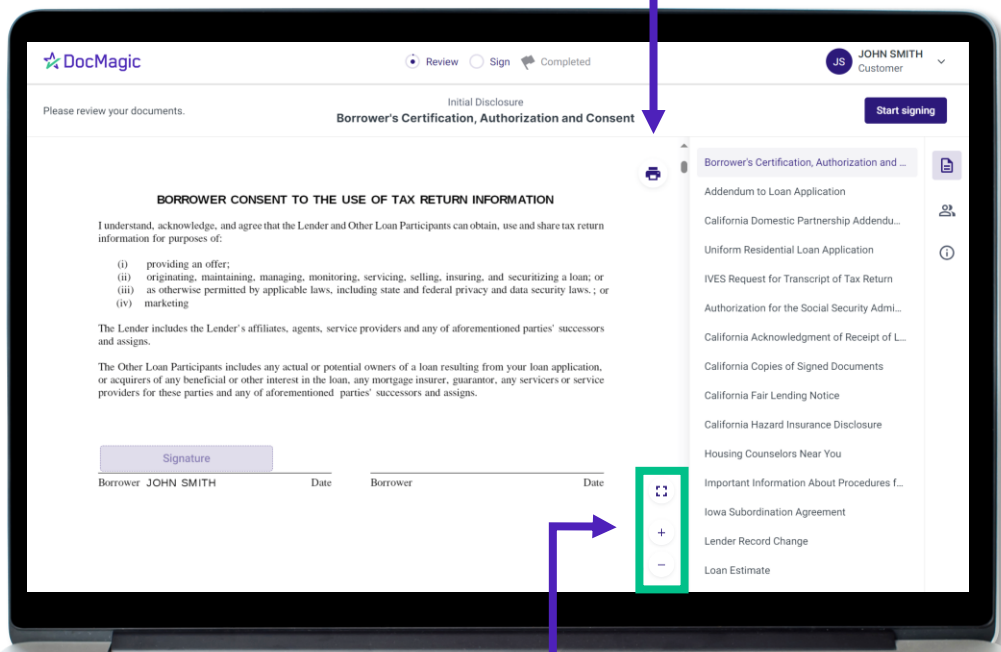 DocMagic
Review Sign Completed
JS
JOHN SMITH
Customer
Please review your documents.
Initial Disclosure
Borrower's Certification, Authorization and Consent
Start signing
BORROWER CONSENT TO THE USE OF TAX RETURN INFORMATION
I understand, acknowledge, and agree that the Lender and Other Loan Participants can obtain, use and share tax return
information for purposes of:
(i) providing an offer;
(ii) originating, maintaining, managing, monitoring, servicing, selling, insuring, and securitizing a loan; or
(iii) as otherwise permitted by applicable laws, including state and federal privacy and data security laws. ; or
(iv) marketing
The Lender includes the Lender's affiliates, agents, service providers and any of aforementioned parties' successors
and assigns.
The Other Loan Participants includes any actual or potential owners of a loan resulting from your loan application,
or acquirers of any beneficial or other interest in the loan, any mortgage insurer, guarantor, any servicers or service
providers for these parties and any of aforementioned parties' successors and assigns.
Signature
Borrower JOHN SMITH Date Borrower Date
Borrower's Certification, Authorization and ...
Addendum to Loan Application
California Domestic Partnership Addendu...
Uniform Residential Loan Application
IVES Request for Transcript of Tax Return
Authorization for the Social Security Admi...
California Acknowledgment of Receipt of L...
California Copies of Signed Documents
California Fair Lending Notice
California Hazard Insurance Disclosure
Housing Counselors Near You
Important Information About Procedures f...
Iowa Subordination Agreement
Lender Record Change
Loan Estimate